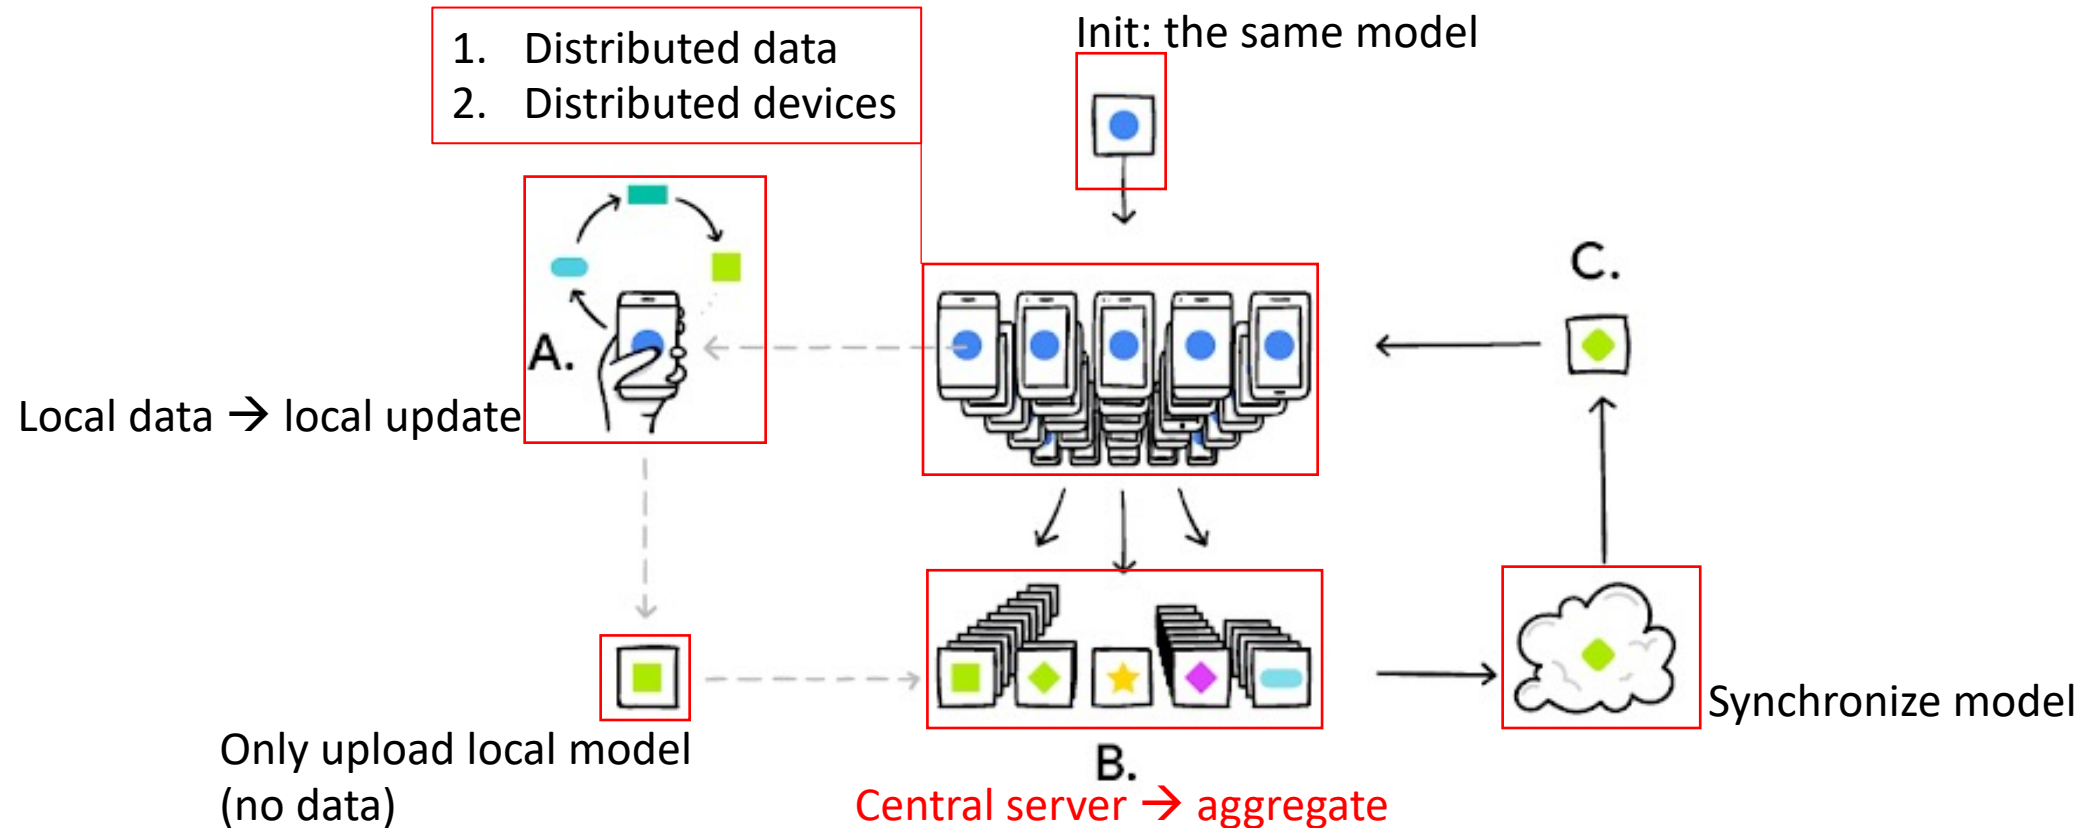 Init: the same model
1. Distributed data
2. Distributed devices
C.
A.
Local data → local update
Synchronize model
Only upload local model
(no data)
B.
Central server → aggregate